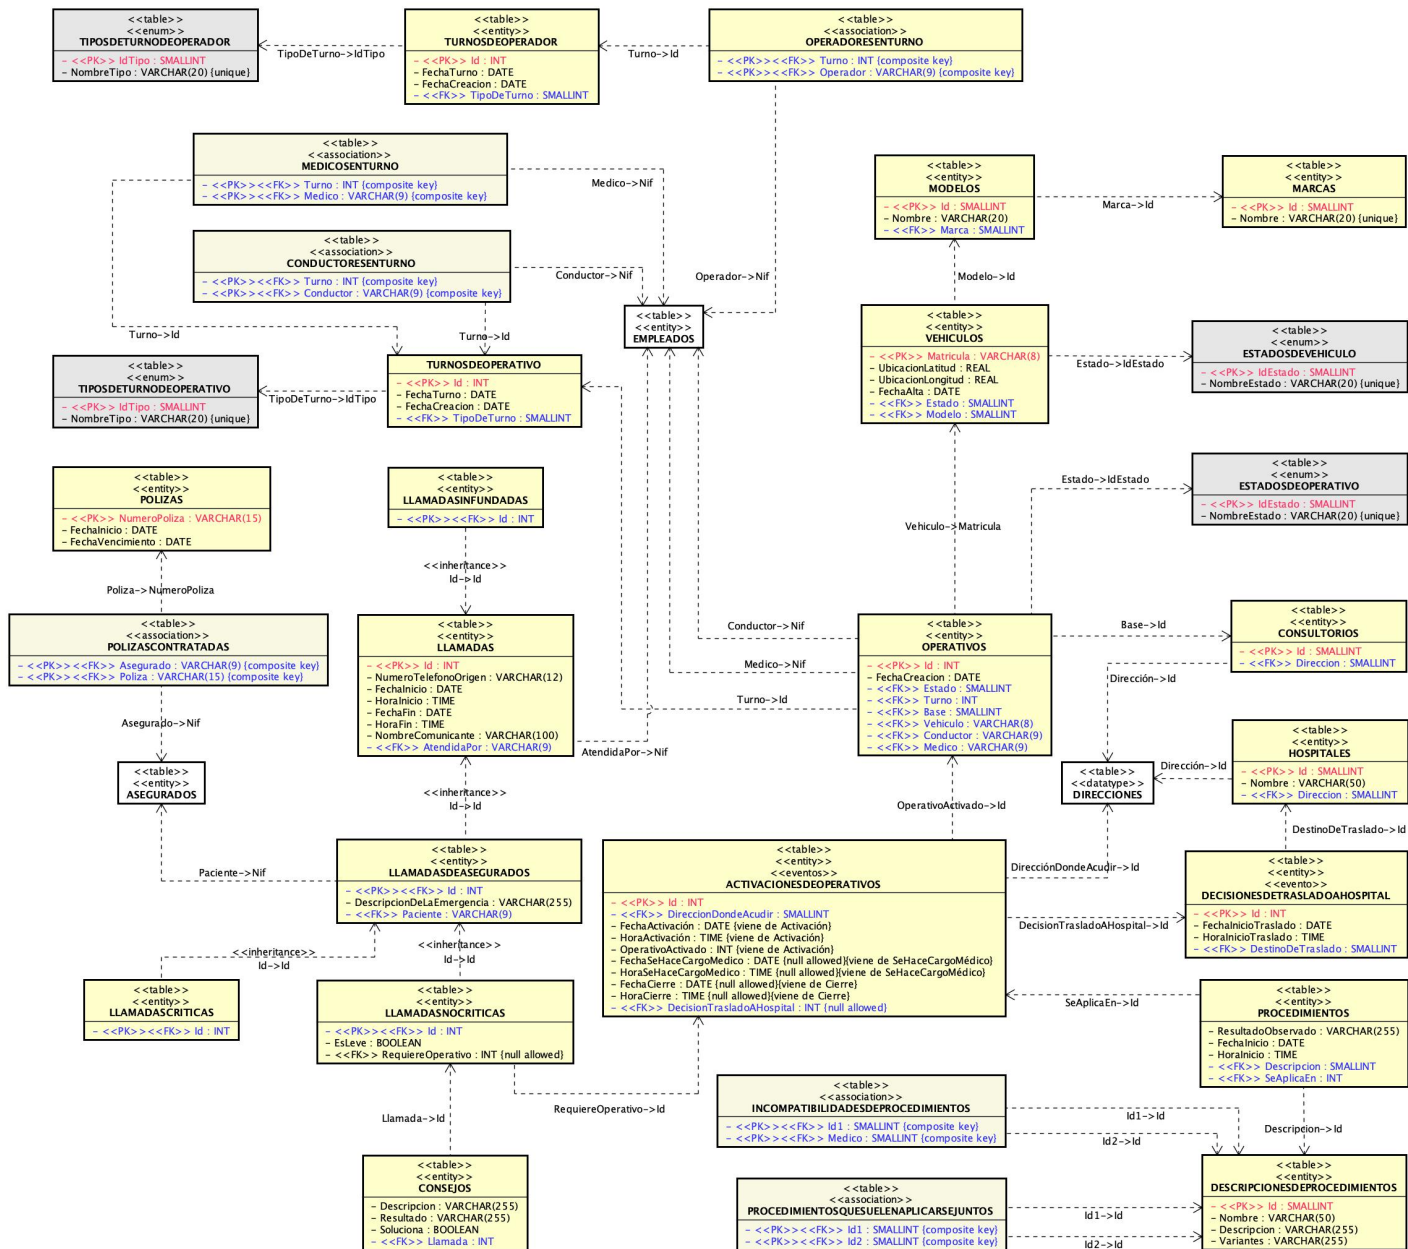 <<table>>
<<enum>>
TIPOSDETURNODEOPERADOR
- <<PK>> IdTipo : SMALLINT
- NombreTipo : VARCHAR(20) {unique}
TipoDeTurno->IdTipo
<<table>>
<<entity>>
TURNOSDEOPERADOR
- <<PK>> Id : INT
- FechaTurno : DATE
- FechaCreacion : DATE
- <<FK>> TipoDeTurno : SMALLINT
Turno->Id
<<table>>
<<association>>
OPERADORESENTURNO
- <<PK>><<FK>> Turno : INT {composite key}
- <<PK>><<FK>> Operador : VARCHAR(9) {composite key}
<<table>>
<<association>>
MEDICOSENTURNO
- <<PK>><<FK>> Turno : INT {composite key}
- <<PK>><<FK>> Medico : VARCHAR(9) {composite key}
Medico->Nif
<<table>>
<<entity>>
MODELOS
- <<PK>> Id : SMALLINT
- Nombre : VARCHAR(20)
- <<FK>> Marca : SMALLINT
Marca->Id
<<table>>
<<entity>>
MARCAS
- <<PK>> Id : SMALLINT
- Nombre : VARCHAR(20) {unique}
<<table>>
<<association>>
CONDUCTORESENTURNO
- <<PK>><<FK>> Turno : INT {composite key}
- <<PK>><<FK>> Conductor : VARCHAR(9) {composite key}
Conductor->Nif
Operador->Nif
Modelo->Id
Turno->Id
Turno->Id
<<table>>
<<entity>>
EMPLEADOS
<<table>>
<<entity>>
VEHICULOS
- <<PK>> Matricula : VARCHAR(8)
- UbicacionLatitud : REAL
- UbicacionLongitud : REAL
- FechaAlta : DATE
- <<FK>> Estado : SMALLINT
- <<FK>> Modelo : SMALLINT
Estado->IdEstado
<<table>>
<<enum>>
ESTADOSDEVEHICULO
- <<PK>> IdEstado : SMALLINT
- NombreEstado : VARCHAR(20) {unique}
<<table>>
<<enum>>
TIPOSDETURNODEOPERATIVO
- <<PK>> IdTipo : SMALLINT
- NombreTipo : VARCHAR(20) {unique}
TipoDeTurno->IdTipo
TURNOSDEOPERATIVO
- <<PK>> Id : INT
- FechaTurno : DATE
- FechaCreacion : DATE
- <<FK>> TipoDeTurno : SMALLINT
<<table>>
<<entity>>
POLIZAS
- <<PK>> NumeroPoliza : VARCHAR(15)
- FechaInicio : DATE
- FechaVencimiento : DATE
<<table>>
<<entity>>
LLAMADASINFUNDADAS
- <<PK>><<FK>> Id : INT
Estado->IdEstado
Vehiculo->Matricula
<<table>>
<<enum>>
ESTADOSDEOPERATIVO
- <<PK>> IdEstado : SMALLINT
- NombreEstado : VARCHAR(20) {unique}
<<inheritance>>
Id->Id
Poliza->NumeroPoliza
<<table>>
<<association>>
POLIZASCONTRATADAS
- <<PK>><<FK>> Asegurado : VARCHAR(9) {composite key}
- <<PK>><<FK>> Poliza : VARCHAR(15) {composite key}
<<table>>
<<entity>>
LLAMADAS
- <<PK>> Id : INT
- NumeroTelefonoOrigen : VARCHAR(12)
- FechaInicio : DATE
- HoraInicio : TIME
- FechaFin : DATE
- HoraFin : TIME
- NombreComunicante : VARCHAR(100)
- <<FK>> AtendidaPor : VARCHAR(9)
AtendidaPor->Nif
Conductor->Nif
Medico->Nif
Turno->Id
<<table>>
<<entity>>
OPERATIVOS
- <<PK>> Id : INT
- FechaCreacion : DATE
- <<FK>> Estado : SMALLINT
- <<FK>> Turno : INT
- <<FK>> Base : SMALLINT
- <<FK>> Vehiculo : VARCHAR(8)
- <<FK>> Conductor : VARCHAR(9)
- <<FK>> Medico : VARCHAR(9)
Base->Id
<<table>>
<<entity>>
CONSULTORIOS
- <<PK>> Id : SMALLINT
- <<FK>> Direccion : SMALLINT
Dirección->Id
Asegurado->Nif
<<table>>
<<entity>>
ASEGURADOS
<<inheritance>>
Id->Id
<<table>>
<<datatype>>
DIRECCIONES
Dirección->Id
<<table>>
<<entity>>
HOSPITALES
- <<PK>> Id : SMALLINT
- Nombre : VARCHAR(50)
- <<FK>> Direccion : SMALLINT
OperativoActivado->Id
DestinoDeTraslado->Id
Paciente->Nif
<<table>>
<<entity>>
LLAMADASDEASEGURADOS
- <<PK>><<FK>> Id : INT
- DescripcionDeLaEmergencia : VARCHAR(255)
- <<FK>> Paciente : VARCHAR(9)
<<table>>
<<entity>>
<<eventos>>
ACTIVACIONESDEOPERATIVOS
- <<PK>> Id : INT
- <<FK>> DireccionDondeAcudir : SMALLINT
- FechaActivación : DATE {viene de Activación}
- HoraActivación : TIME {viene de Activación}
- OperativoActivado : INT {viene de Activación}
- FechaSeHaceCargoMedico : DATE {null allowed}{viene de SeHaceCargoMédico}
- HoraSeHaceCargoMedico : TIME {null allowed}{viene de SeHaceCargoMédico}
- FechaCierre : DATE {null allowed}{viene de Cierre}
- HoraCierre : TIME {null allowed}{viene de Cierre}
- <<FK>> DecisionTrasladoAHospital : INT {null allowed}
DirecciónDondeAcudir->Id
DecisionTrasladoAHospital->Id
<<table>>
<<entity>>
<<evento>>
DECISIONESDETRASLADOAHOSPITAL
- <<PK>> Id : INT
- FechaInicioTraslado : DATE
- HoraInicioTraslado : TIME
- <<FK>> DestinoDeTraslado : SMALLINT
<<inheritance>>
Id->Id
<<inheritance>>
Id->Id
<<table>>
<<entity>>
LLAMADASCRITICAS
- <<PK>><<FK>> Id : INT
<<table>>
<<entity>>
LLAMADASNOCRITICAS
- <<PK>><<FK>> Id : INT
- EsLeve : BOOLEAN
- <<FK>> RequiereOperativo : INT {null allowed}
SeAplicaEn->Id
<<table>>
<<entity>>
PROCEDIMIENTOS
- ResultadoObservado : VARCHAR(255)
- FechaInicio : DATE
- HoraInicio : TIME
- <<FK>> Descripcion : SMALLINT
- <<FK>> SeAplicaEn : INT
Llamada->Id
RequiereOperativo->Id
<<table>>
<<association>>
INCOMPATIBILIDADESDEPROCEDIMIENTOS
- <<PK>><<FK>> Id1 : SMALLINT {composite key}
- <<PK>><<FK>> Medico : SMALLINT {composite key}
Id1->Id
Id2->Id
Descripcion->Id
<<table>>
<<entity>>
CONSEJOS
- Descripcion : VARCHAR(255)
- Resultado : VARCHAR(255)
- Soluciona : BOOLEAN
- <<FK>> Llamada : INT
<<table>>
<<association>>
PROCEDIMIENTOSQUESUELENAPLICARSEJUNTOS
- <<PK>><<FK>> Id1 : SMALLINT {composite key}
- <<PK>><<FK>> Id2 : SMALLINT {composite key}
Id1->Id
Id2->Id
<<table>>
<<entity>>
DESCRIPCIONESDEPROCEDIMIENTOS
- <<PK>> Id : SMALLINT
- Nombre : VARCHAR(50)
- Descripcion : VARCHAR(255)
- Variantes : VARCHAR(255)